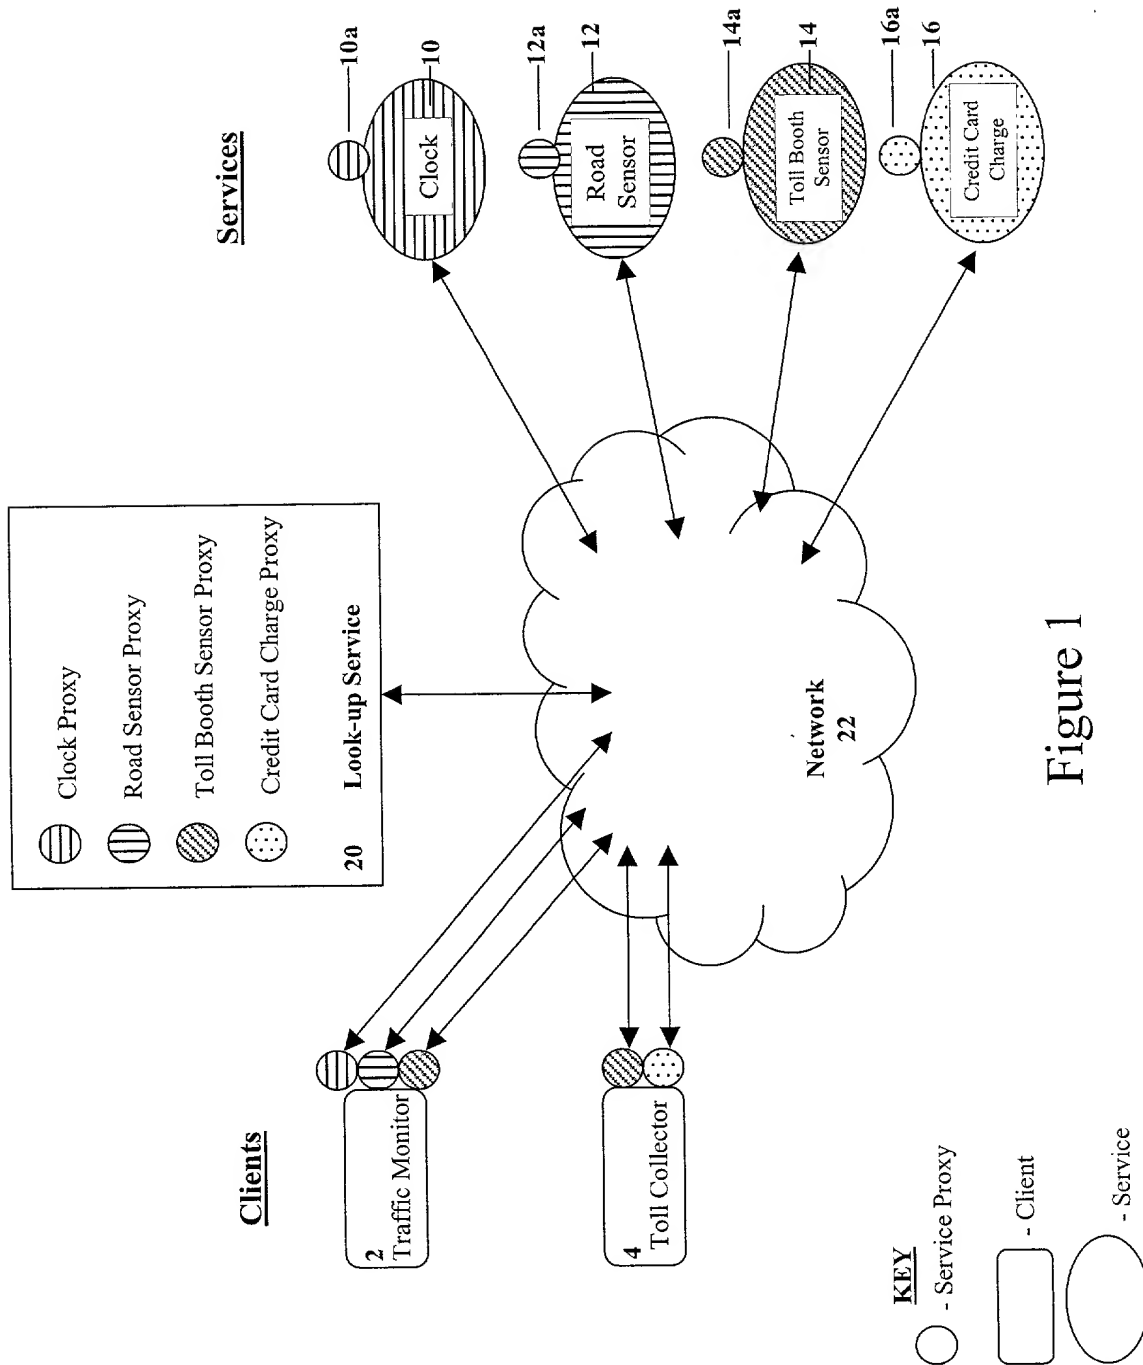 Clients
Services
Clock Proxy
Road Sensor Proxy
Toll Booth Sensor Proxy
Credit Card Charge Proxy
20 Look-up Service
2
Traffic Monitor
4
Toll Collector
10a
10
Clock
12a
12
Road
Sensor
14a
14
Toll Booth
Sensor
16a
16
Credit Card
Charge
Network
22
KEY
- Service Proxy
- Client
- Service
Figure 1